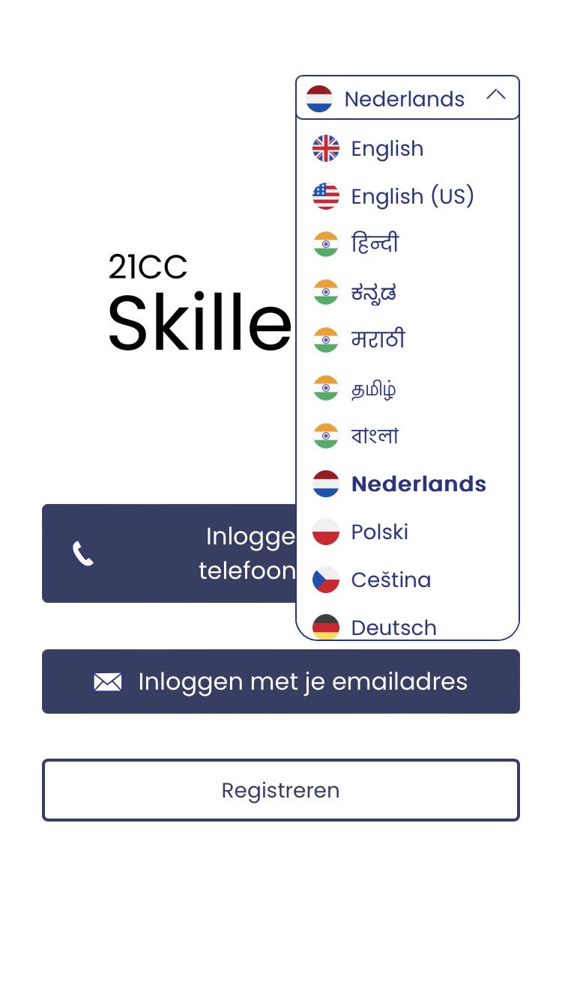 Nederlands
English
English (US)
हिन्दी
ಕನ್ನಡ
मराठी
தமிழ்
বাংলা
Nederlands
Polski
Ceština
Deutsch
21CC
Skille
Inlogge
telefoon
Inloggen met je emailadres
Registreren